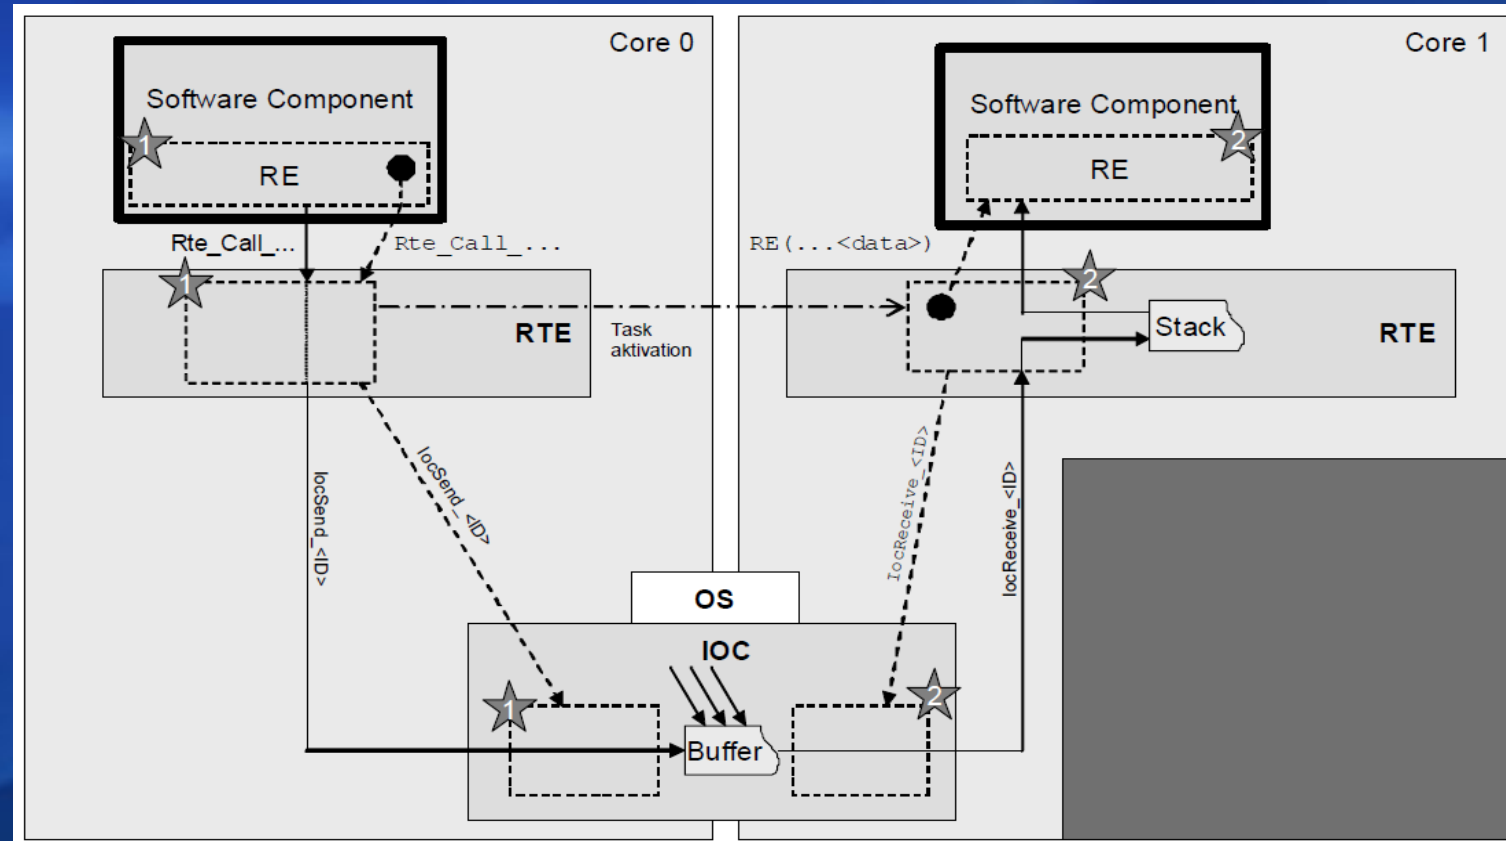 Core 0
Core 1
Software Component
1
RE
Software Component
2
RE
Rte_Call_...
Rte_Call_...
RE(...<data>)
1
RTE
Task
aktivation
2
Stack
RTE
IocSend_<ID>
IocSend_<ID>
IocReceive_<ID>
IocReceive_<ID>
OS
IOC
1
2
Buffer